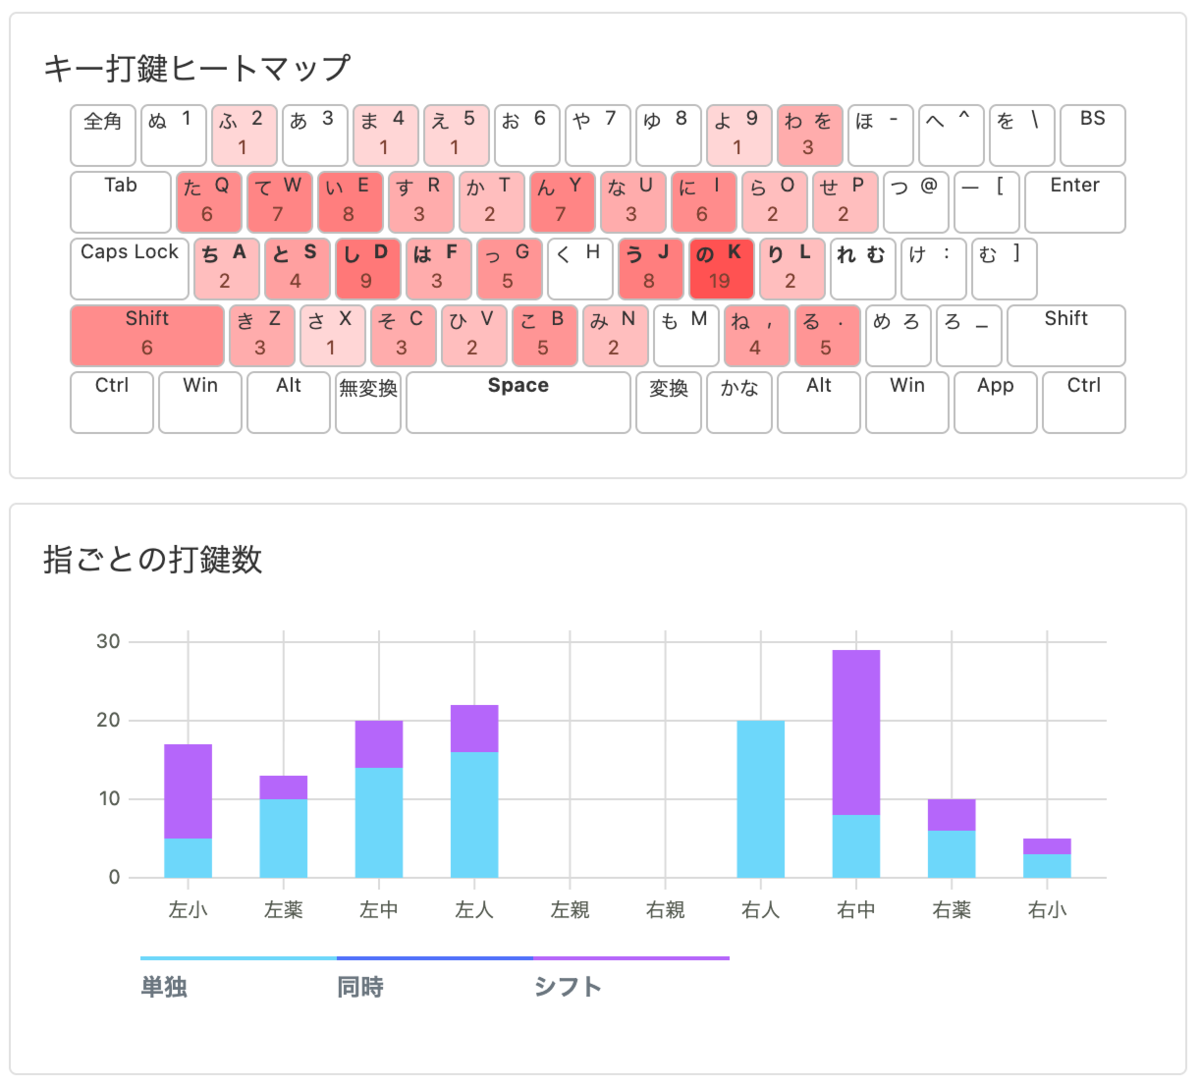 キー打鍵ヒートマップ
全角 ぬ 1 ふ 2 あ 3 ま 4 え 5 お 6 や 7 ゆ 8 よ 9 わ を ほ - へ ^ を \ BS
1 1 1 1 3
Tab た Q て W い E す R か T ん Y な U に I ら O せ P つ @ ー [ Enter
6 7 8 3 2 7 3 6 2 2
Caps Lock ち A と S し D は F っ G く H う J の K り L れ む け : む ]
2 4 9 3 5 8 19 2
Shift き Z さ X そ C ひ V こ B み N も M ね , る . め ろ ろ _ Shift
6 3 1 3 2 5 2 4 5
Ctrl Win Alt 無変換 Space 変換 かな Alt Win App Ctrl
指ごとの打鍵数
30
20
10
0
左小 左薬 左中 左人 左親 右親 右人 右中 右薬 右小
単独 同時 シフト